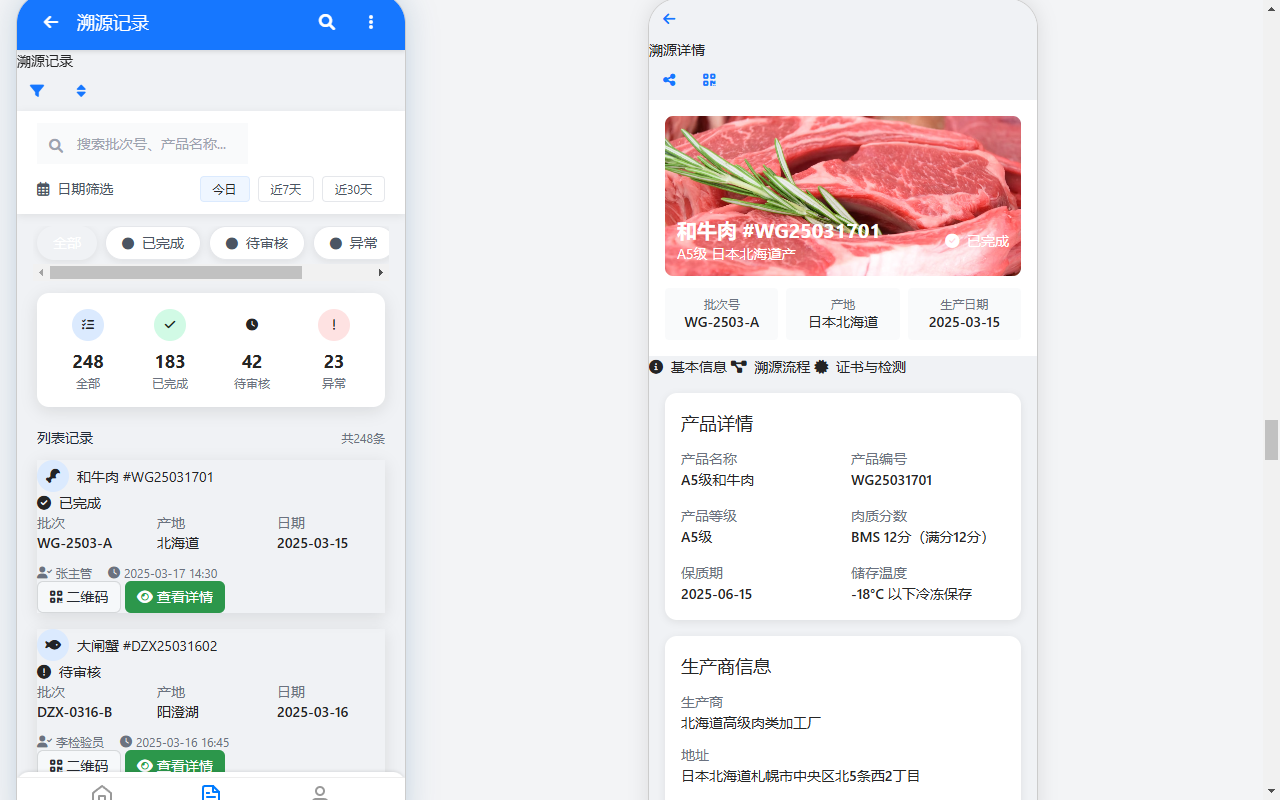 溯源记录
溯源记录
搜索批次号、产品名称...
日期筛选
今日
近7天
近30天
全部
已完成
待审核
异常
248
183
42
23
全部
已完成
待审核
异常
列表记录
共248条
和牛肉 #WG25031701
已完成
批次
产地
日期
WG-2503-A
北海道
2025-03-15
张主管
2025-03-17 14:30
二维码
查看详情
大闸蟹 #DZX25031602
待审核
批次
产地
日期
DZX-0316-B
阳澄湖
2025-03-16
李检验员
2025-03-16 16:45
二维码
查看详情
溯源详情
和牛肉 #WG25031701
已完成
A5级 日本北海道产
批次号
产地
生产日期
WG-2503-A
日本北海道
2025-03-15
基本信息
溯源流程
证书与检测
产品详情
产品名称
产品编号
A5级和牛肉
WG25031701
产品等级
肉质分数
A5级
BMS 12分（满分12分）
保质期
储存温度
2025-06-15
-18°C 以下冷冻保存
生产商信息
生产商
北海道高级肉类加工厂
地址
日本北海道札幌市中央区北5条西2丁目